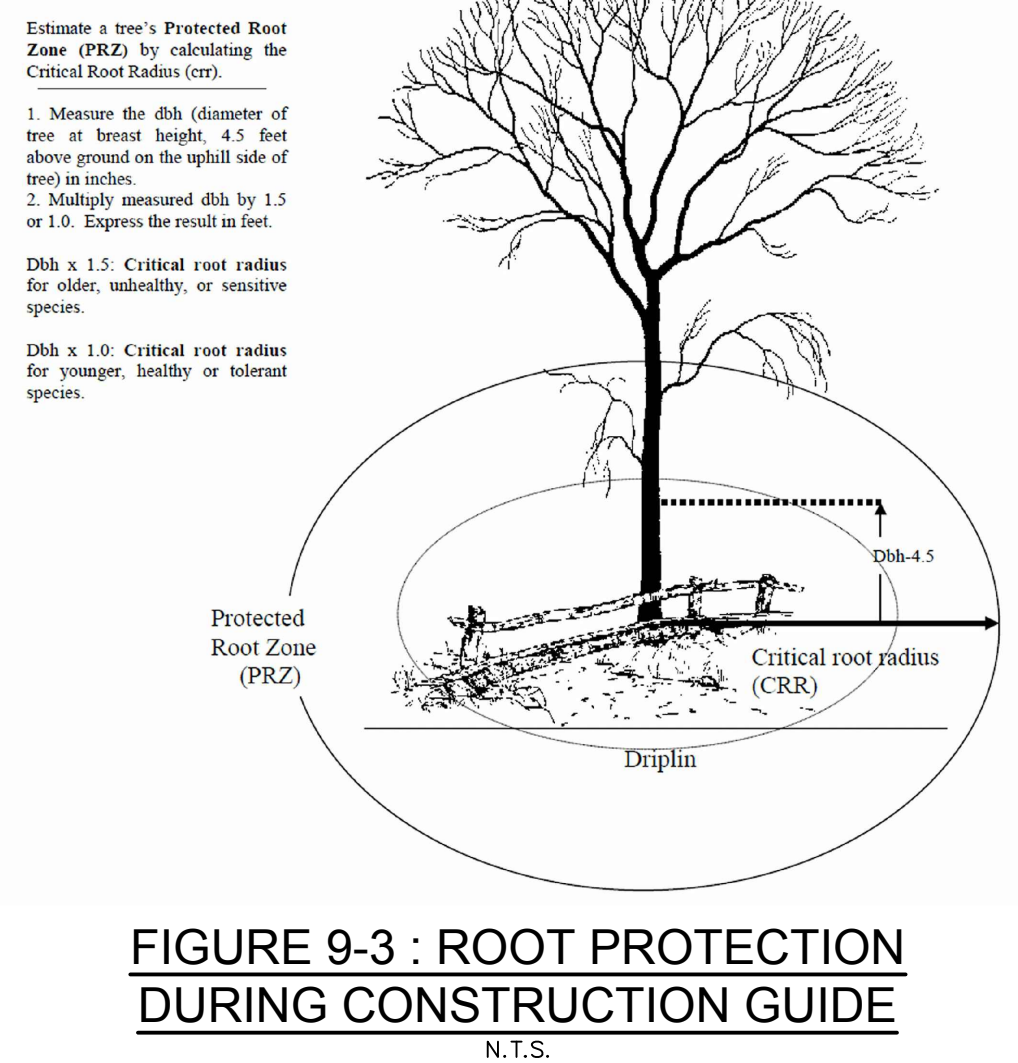 Estimate a tree's Protected Root
Zone (PRZ) by calculating the
Critical Root Radius (crr).
1. Measure the dbh (diameter of
tree at breast height, 4.5 feet
above ground on the uphill side of
tree) in inches.
2. Multiply measured dbh by 1.5
or 1.0. Express the result in feet.
Dbh x 1.5: Critical root radius
for older, unhealthy, or sensitive
species.
Dbh x 1.0: Critical root radius
for younger, healthy or tolerant
species.
Dbh-4.5
Protected
Root Zone
(PRZ)
Critical root radius
(CRR)
Driplin
FIGURE 9-3 : ROOT PROTECTION
DURING CONSTRUCTION GUIDE
N.T.S.